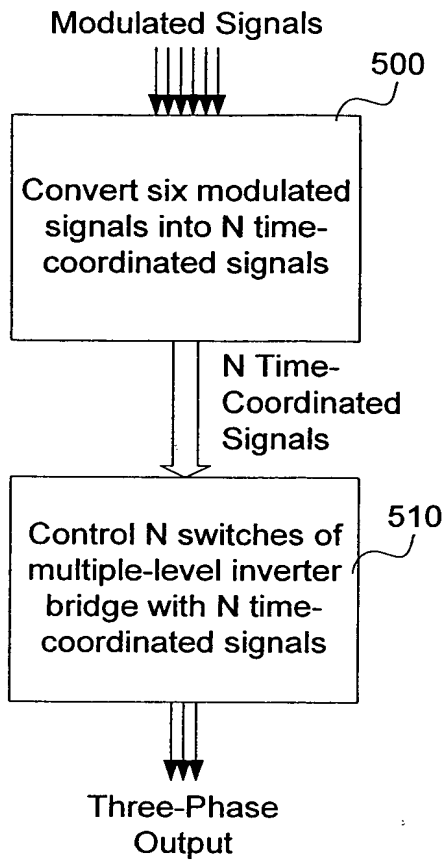 Modulated Signals
500
Convert six modulated
signals into N time-
coordinated signals
N Time-
Coordinated
Signals
510
Control N switches of
multiple-level inverter
bridge with N time-
coordinated signals
Three-Phase
Output